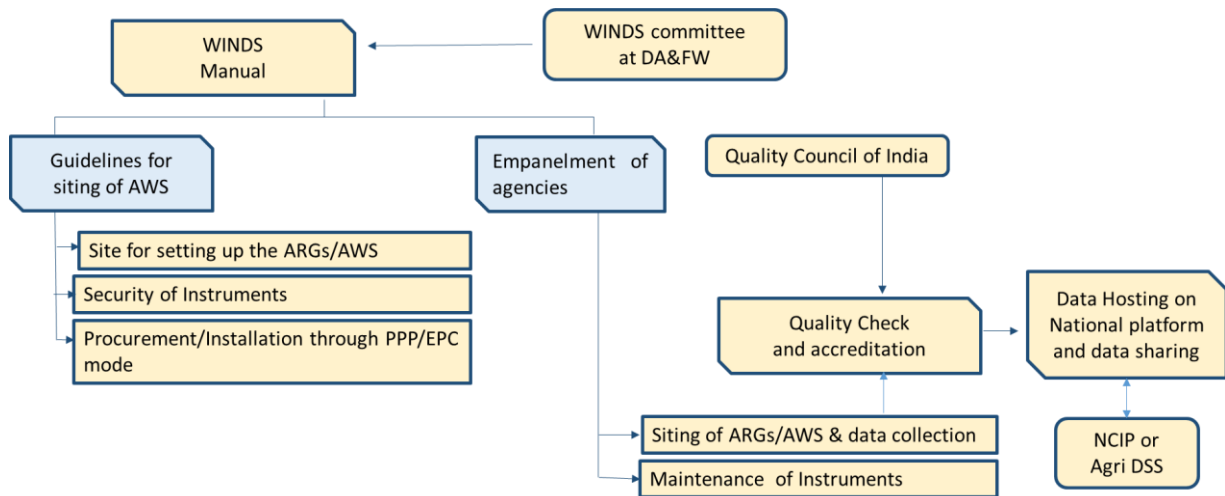 WINDS
Manual
WINDS committee
at DA&FW
Guidelines for
siting of AWS
Empanelment of
agencies
Quality Council of India
Site for setting up the ARGs/AWS
Security of Instruments
Procurement/Installation through PPP/EPC
mode
Quality Check
and accreditation
Data Hosting on
National platform
and data sharing
Siting of ARGs/AWS & data collection
Maintenance of Instruments
NCIP or
Agri DSS